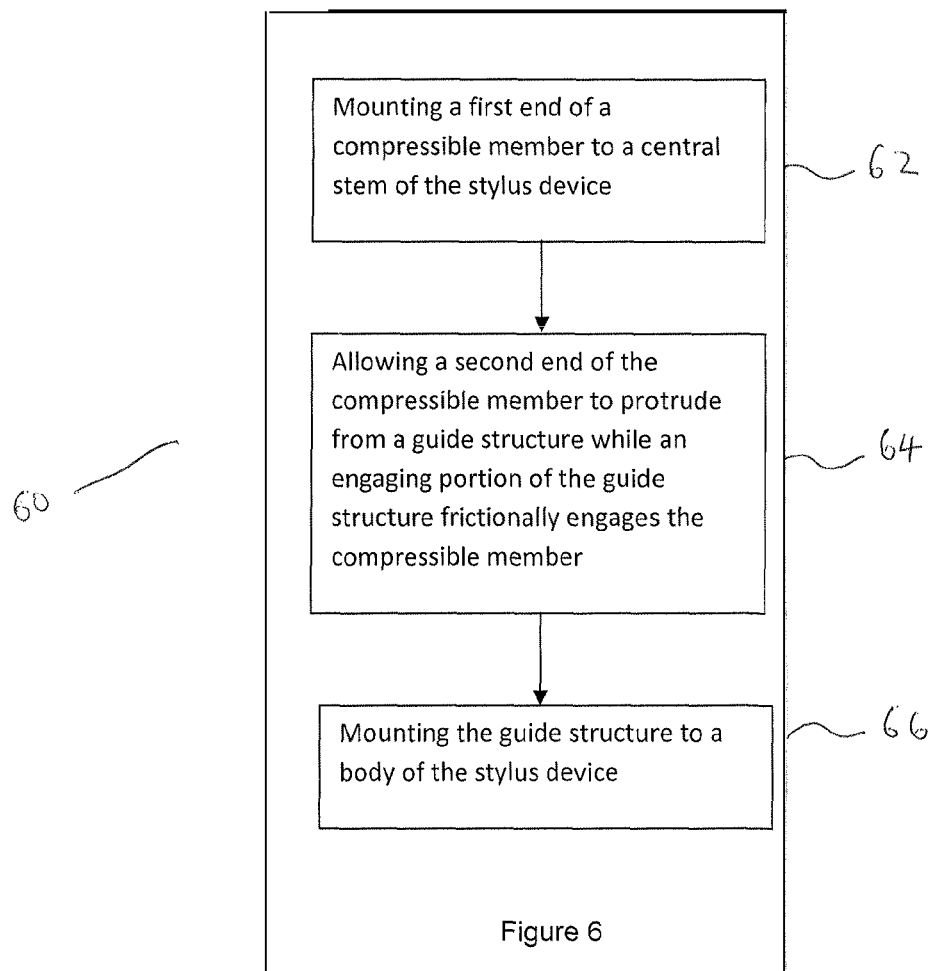 Mounting a first end of a
compressible member to a central
stem of the stylus device
62
Allowing a second end of the
compressible member to protrude
from a guide structure while an
engaging portion of the guide
structure frictionally engages the
compressible member
64
60
Mounting the guide structure to a
body of the stylus device
66
Figure 6